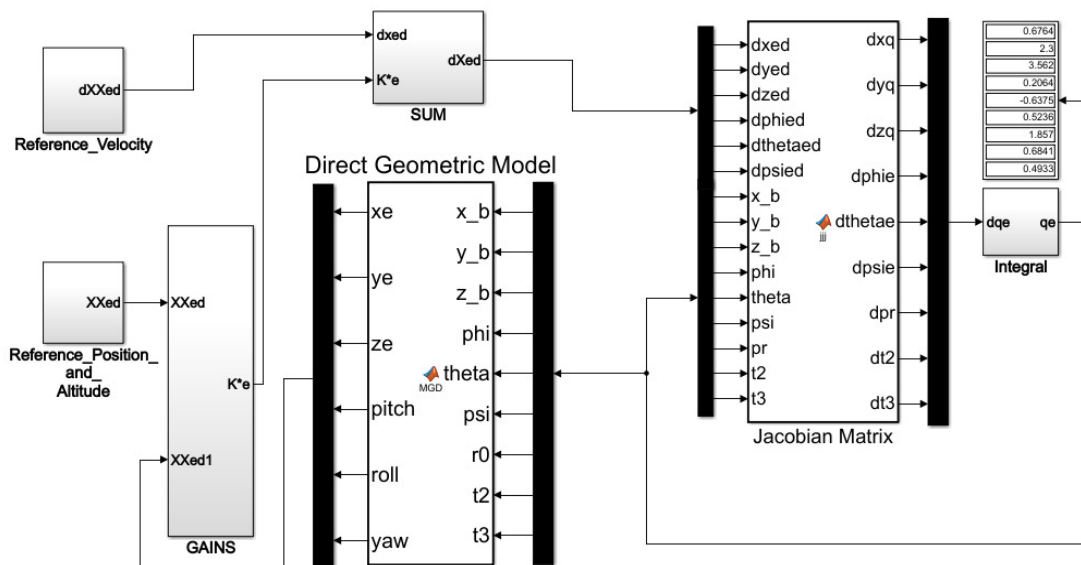 dXXed
Reference_Velocity
dxed
K*e
dXed
SUM
XXed
Reference_Position_
and_
Altitude
XXed
XXed1
K*e
GAINS
Direct Geometric Model
xe
ye
ze
pitch
roll
yaw
MGD
x_b
y_b
z_b
phi
theta
psi
r0
t2
t3
dxed
dyed
dzed
dphied
dthetaed
dpsied
x_b
y_b
z_b
phi
theta
psi
pr
t2
t3
jjj
dxq
dyq
dzq
dphie
dthetae
dpsie
dpr
dt2
dt3
Jacobian Matrix
0.6764
2.3
3.562
0.2064
-0.6375
0.5236
1.857
0.6841
0.4933
dqe
qe
Integral